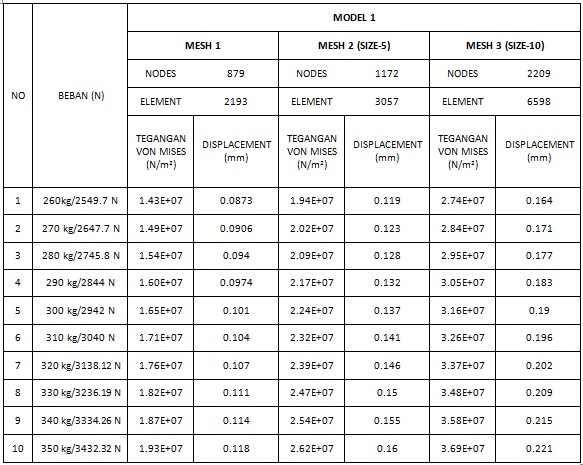 MODEL 1
MESH 1 MESH 2 (SIZE-5) MESH 3 (SIZE-10)
NO BEBAN (N) NODES 879 NODES 1172 NODES 2209
ELEMENT 2193 ELEMENT 3057 ELEMENT 6598
TEGANGAN VON MISES (N/m²) DISPLACEMENT (mm) TEGANGAN VON MISES (N/m²) DISPLACEMENT (mm) TEGANGAN VON MISES (N/m²) DISPLACEMENT (mm)
1 260kg/2549.7 N 1.43E+07 0.0873 1.94E+07 0.119 2.74E+07 0.164
2 270 kg/2647.7 N 1.49E+07 0.0906 2.02E+07 0.123 2.84E+07 0.171
3 280 kg/2745.8 N 1.54E+07 0.094 2.09E+07 0.128 2.95E+07 0.177
4 290 kg/2844 N 1.60E+07 0.0974 2.17E+07 0.132 3.05E+07 0.183
5 300 kg/2942 N 1.65E+07 0.101 2.24E+07 0.137 3.16E+07 0.19
6 310 kg/3040 N 1.71E+07 0.104 2.32E+07 0.141 3.26E+07 0.196
7 320 kg/3138.12 N 1.76E+07 0.107 2.39E+07 0.146 3.37E+07 0.202
8 330 kg/3236.19 N 1.82E+07 0.111 2.47E+07 0.15 3.48E+07 0.209
9 340 kg/3334.26 N 1.87E+07 0.114 2.54E+07 0.155 3.58E+07 0.215
10 350 kg/3432.32 N 1.93E+07 0.118 2.62E+07 0.16 3.69E+07 0.221